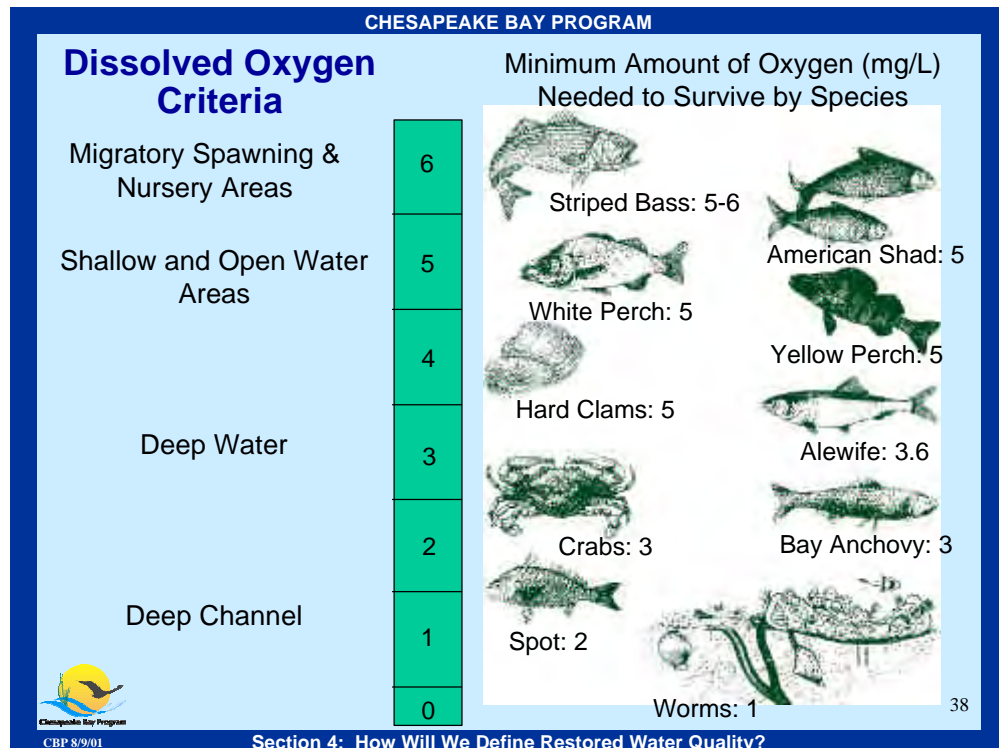 CHESAPEAKE BAY PROGRAM
Dissolved Oxygen
Criteria
Minimum Amount of Oxygen (mg/L)
Needed to Survive by Species
Migratory Spawning &
Nursery Areas
6
Striped Bass: 5-6
American Shad: 5
Shallow and Open Water
Areas
5
White Perch: 5
4
Yellow Perch: 5
Hard Clams: 5
Deep Water
3
Alewife: 3.6
2
Crabs: 3
Bay Anchovy: 3
Deep Channel
1
Spot: 2
0
Worms: 1
38
Chesapeake Bay Program
CBP 8/9/01
Section 4: How Will We Define Restored Water Quality?